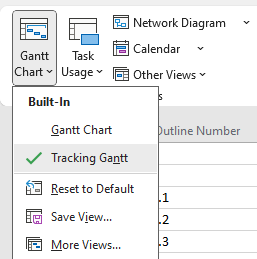 Gantt Chart
Task Usage
Network Diagram
Calendar
Other Views
Built-In
Gantt Chart
Tracking Gantt
Reset to Default
Save View...
More Views...
Outline Number
.1
.2
.3